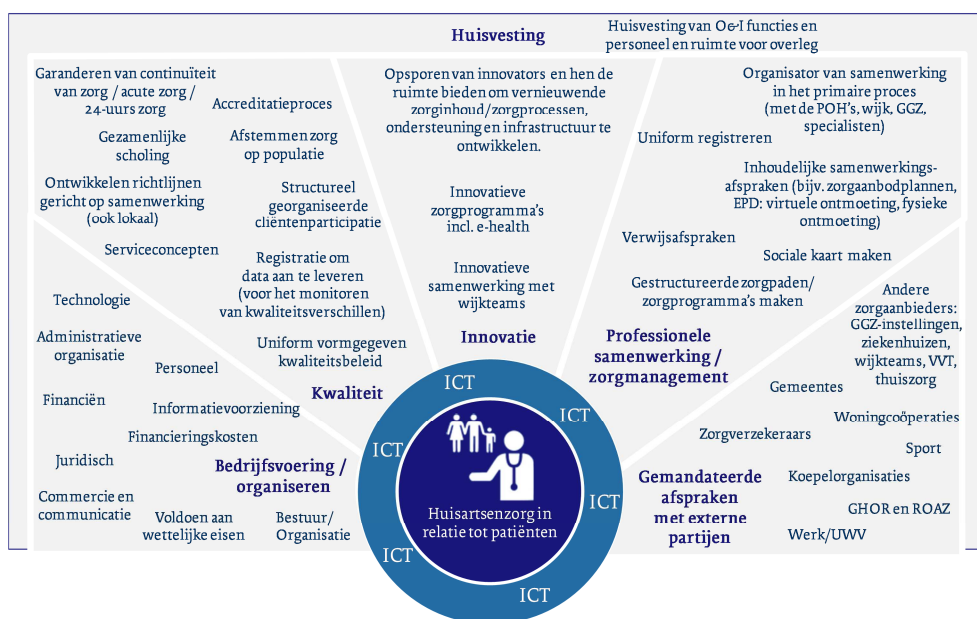 Huisvesting
Huisvesting van O&I functies en
personeel en ruimte voor overleg
Garanderen van continuïteit
van zorg / acute zorg /
24-uurs zorg
Accreditatieproces
Gezamenlijke
scholing
Afstemmen zorg
op populatie
Ontwikkelen richtlijnen
gericht op samenwerking
(ook lokaal)
Structureel
georganiseerde
cliëntenparticipatie
Serviceconcepten
Registratie om
data aan te leveren
(voor het monitoren
van kwaliteitsverschillen)
Uniform vormgegeven
kwaliteitsbeleid
Kwaliteit
Opsporen van innovators en hen de
ruimte bieden om vernieuwende
zorginhoud/zorgprocessen,
ondersteuning en infrastructuur te
ontwikkelen.
Innovatieve
zorgprogramma's
incl. e-health
Innovatieve
samenwerking met
wijkteams
Innovatie
Organisator van samenwerking
in het primaire proces
(met de POH's, wijk, GGZ,
specialisten)
Uniform registreren
Inhoudelijke samenwerkings-
afspraken (bijv. zorgaanbodplannen,
EPD: virtuele ontmoeting, fysieke
ontmoeting)
Verwijsafspraken
Sociale kaart maken
Gestructureerde zorgpaden/
zorgprogramma's maken
Professionele
samenwerking /
zorgmanagement
Technologie
Administratieve
organisatie
Personeel
Financiën
Informatievoorziening
Financieringskosten
Juridisch
Bedrijfsvoering /
organiseren
Commercie en
communicatie
Voldoen aan
wettelijke eisen
Bestuur/
Organisatie
Andere
zorgaanbieders:
GGZ-instellingen,
ziekenhuizen,
wijkteams, VVT,
thuiszorg
Gemeentes
Woningcoöperaties
Zorgverzekeraars
Sport
Gemandateerde
afspraken
met externe
partijen
Koepelorganisaties
GHOR en ROAZ
Werk/UWV
ICT
ICT
ICT
ICT
ICT
ICT
Huisartsenzorg in
relatie tot patiënten